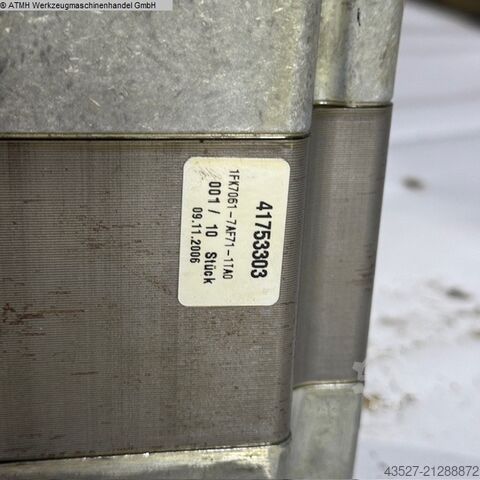 ® ATMH Werkzeugmaschinenhandel GmbH
41753303
1FK7061-7AF71-1TA0
001 / 10 Stück
09.11.2006
43527-21288872